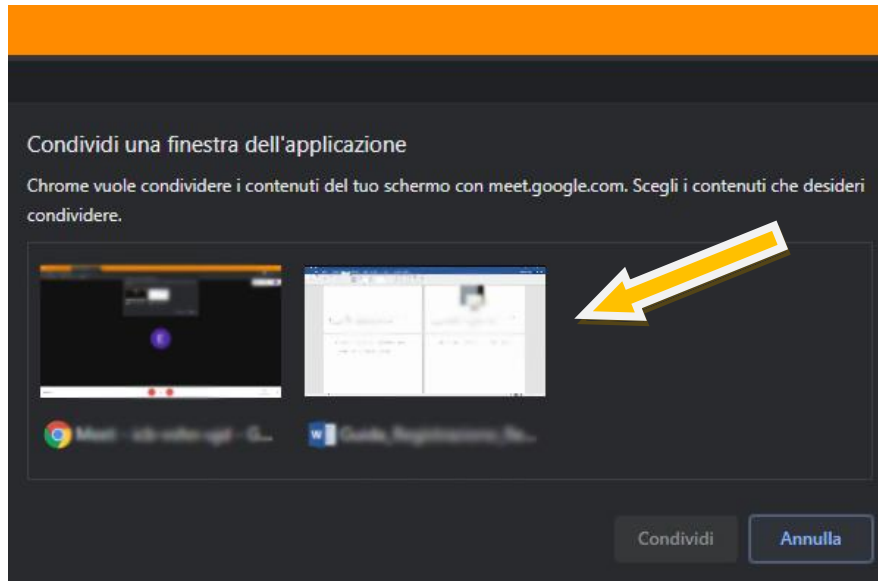 Condividi una finestra dell'applicazione
Chrome vuole condividere i contenuti del tuo schermo con meet.google.com. Scegli i contenuti che desideri
condividere.
Condividi
Annulla